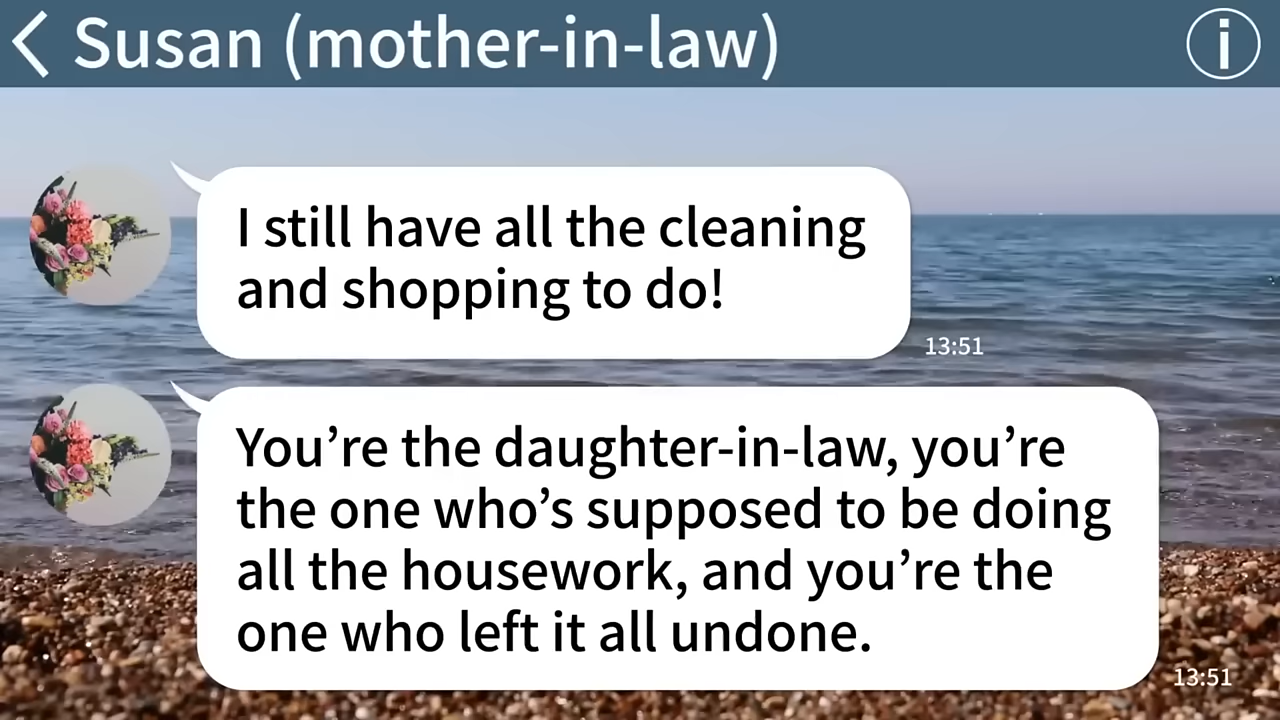 Susan (mother-in-law)
I still have all the cleaning
and shopping to do!
13:51
You’re the daughter-in-law, you’re
the one who’s supposed to be doing
all the housework, and you’re the
one who left it all undone.
13:51